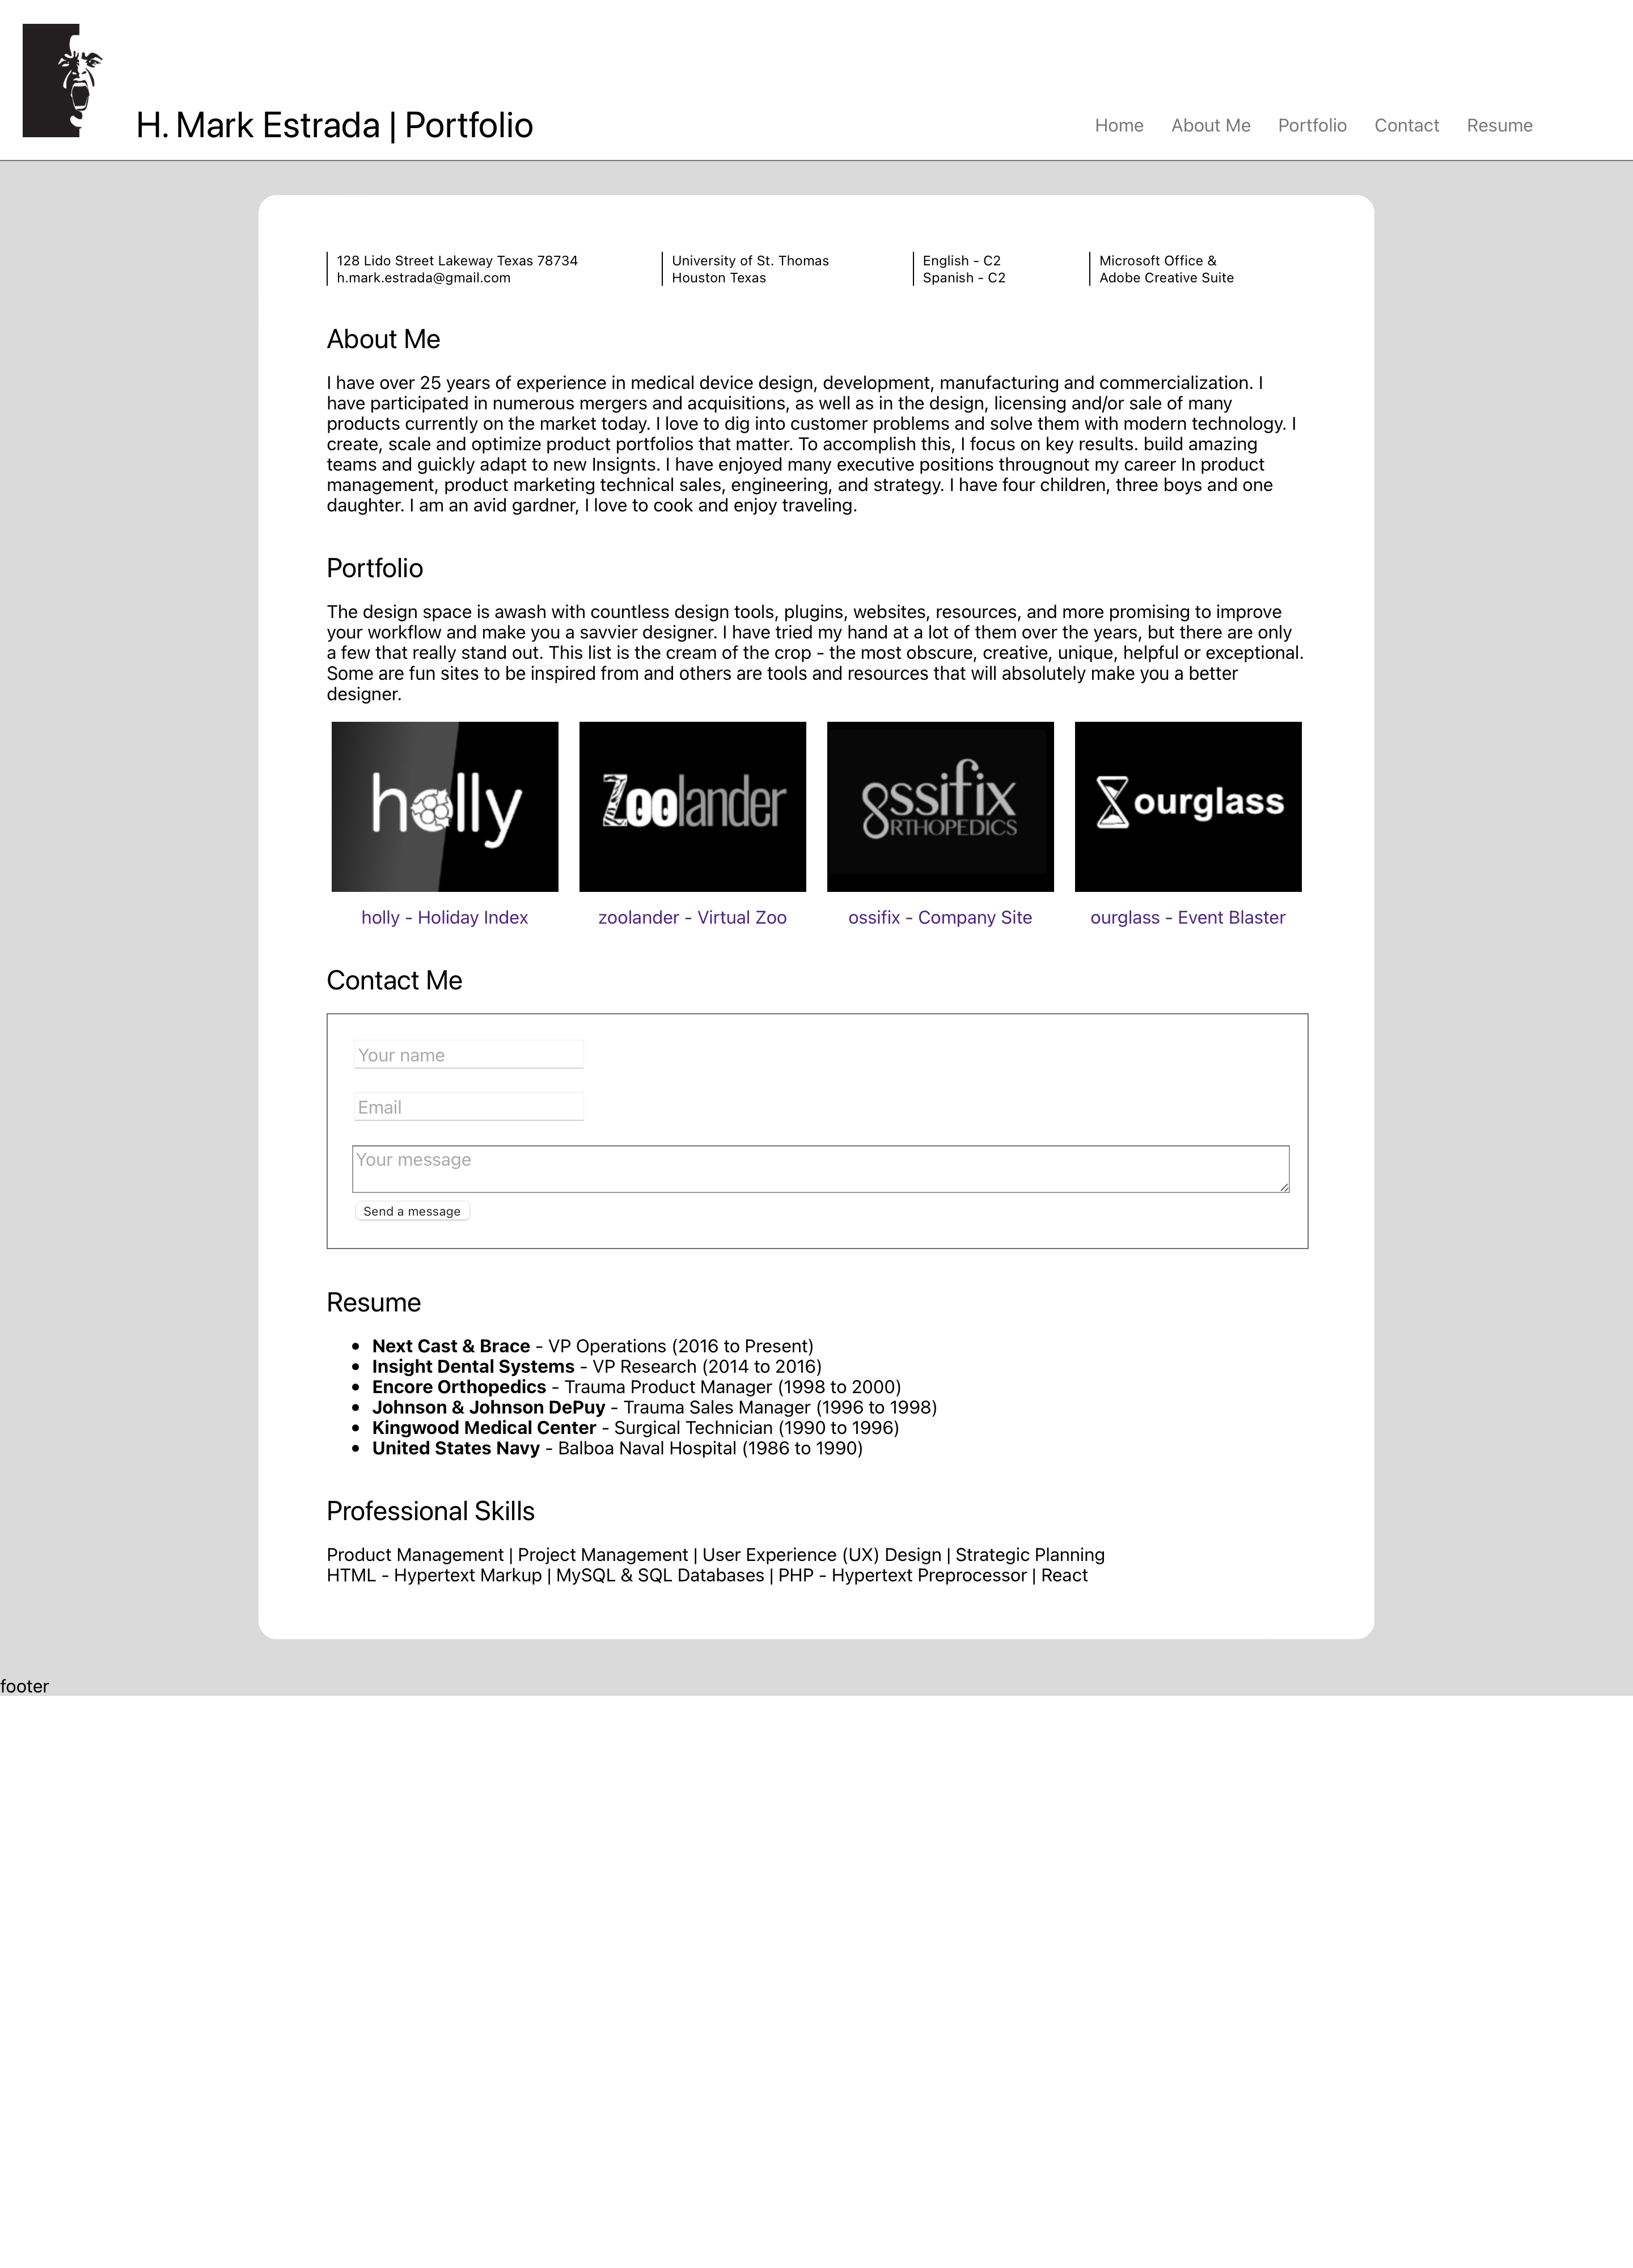 H. Mark Estrada | Portfolio
Home About Me Portfolio Contact Resume
128 Lido Street Lakeway Texas 78734
h.mark.estrada@gmail.com
University of St. Thomas
Houston Texas
English - C2
Spanish - C2
Microsoft Office &
Adobe Creative Suite
About Me
I have over 25 years of experience in medical device design, development, manufacturing and commercialization. I
have participated in numerous mergers and acquisitions, as well as in the design, licensing and/or sale of many
products currently on the market today. I love to dig into customer problems and solve them with modern technology. I
create, scale and optimize product portfolios that matter. To accomplish this, I focus on key results. build amazing
teams and guickly adapt to new Insignts. I have enjoyed many executive positions througnout my career In product
management, product marketing technical sales, engineering, and strategy. I have four children, three boys and one
daughter. I am an avid gardner, I love to cook and enjoy traveling.
Portfolio
The design space is awash with countless design tools, plugins, websites, resources, and more promising to improve
your workflow and make you a savvier designer. I have tried my hand at a lot of them over the years, but there are only
a few that really stand out. This list is the cream of the crop - the most obscure, creative, unique, helpful or exceptional.
Some are fun sites to be inspired from and others are tools and resources that will absolutely make you a better
designer.
holly
Zoolander
ossifix
ORTHOPEDICS
ourglass
holly - Holiday Index
zoolander - Virtual Zoo
ossifix - Company Site
ourglass - Event Blaster
Contact Me
Your name
Email
Your message
Send a message
Resume
• Next Cast & Brace - VP Operations (2016 to Present)
• Insight Dental Systems - VP Research (2014 to 2016)
• Encore Orthopedics - Trauma Product Manager (1998 to 2000)
• Johnson & Johnson DePuy - Trauma Sales Manager (1996 to 1998)
• Kingwood Medical Center - Surgical Technician (1990 to 1996)
• United States Navy - Balboa Naval Hospital (1986 to 1990)
Professional Skills
Product Management | Project Management | User Experience (UX) Design | Strategic Planning
HTML - Hypertext Markup | MySQL & SQL Databases | PHP - Hypertext Preprocessor | React
footer